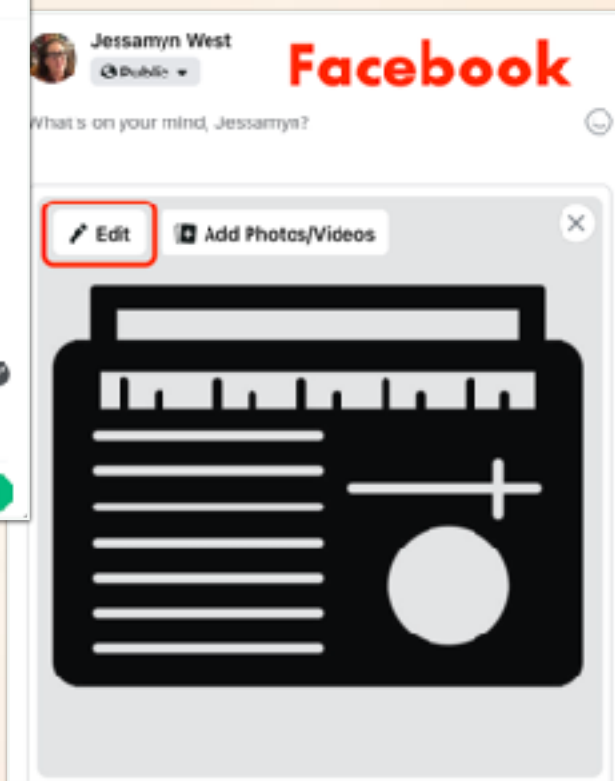 Jessamyn West
Facebook
Public
What's on your mind, Jessamyn?
Edit
Add Photos/Videos